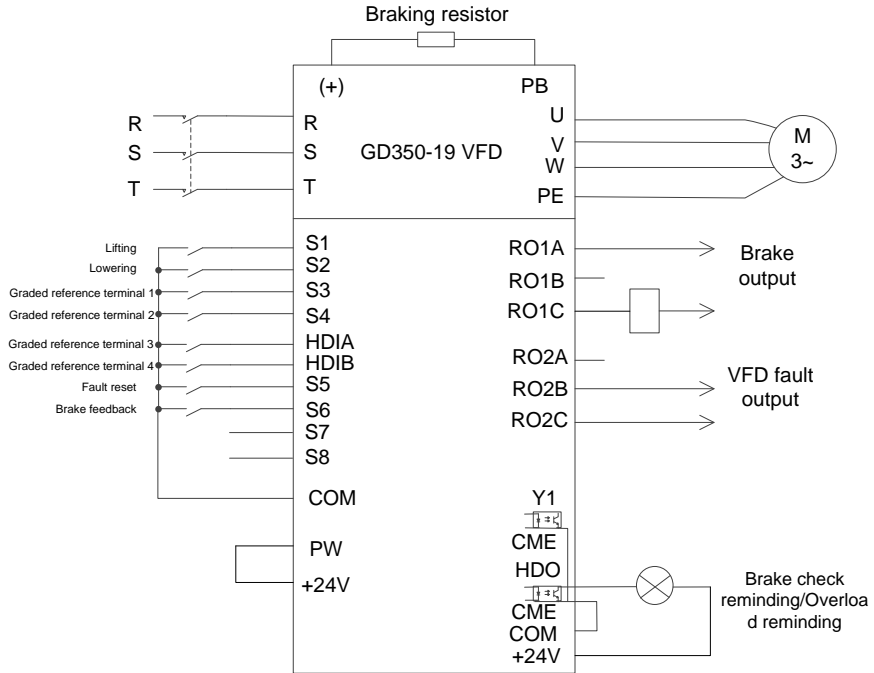 Braking resistor
(+)
PB
R
S
T
R
S
T
GD350-19 VFD
U
V
W
PE
M
3~
Lifting
Lowering
Graded reference terminal 1
Graded reference terminal 2
Graded reference terminal 3
Graded reference terminal 4
Fault reset
Brake feedback
S1
S2
S3
S4
HDIA
HDIB
S5
S6
S7
S8
COM
PW
+24V
RO1A
RO1B
RO1C
Brake
output
RO2A
RO2B
RO2C
VFD fault
output
Y1
CME
HDO
CME
COM
+24V
Brake check
reminding/Overloa
d reminding